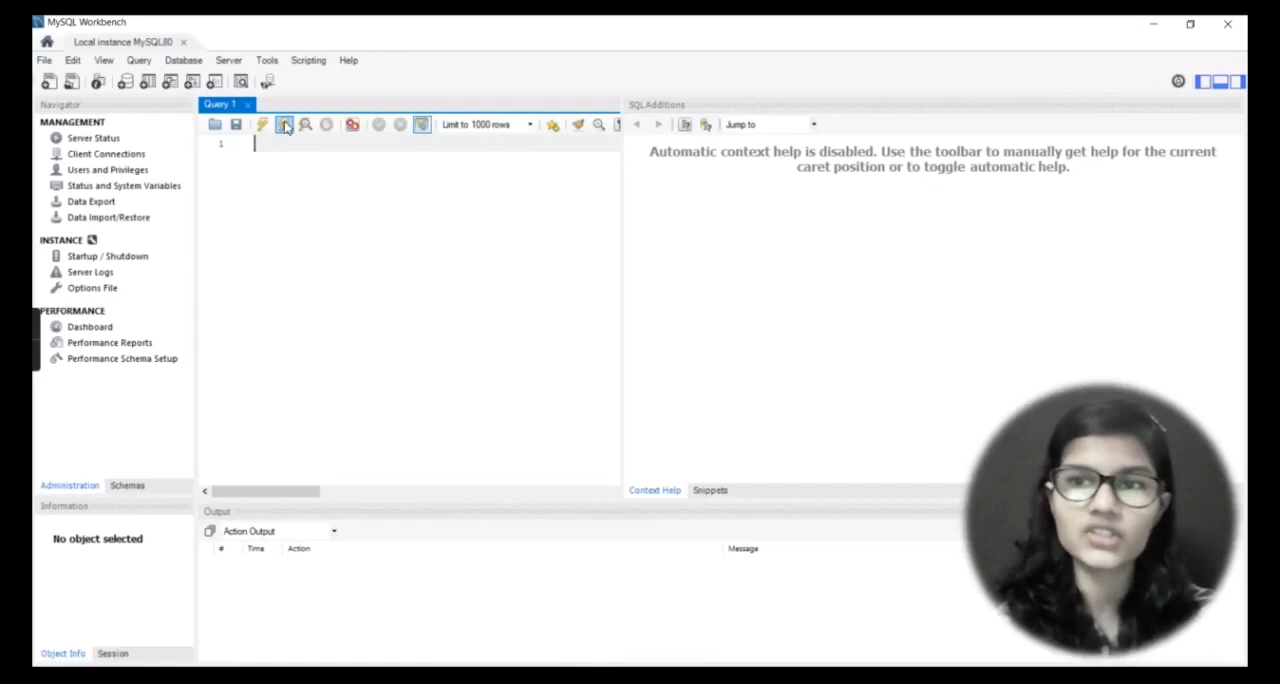 MySQL Workbench
Local instance MySQL80
File Edit View Query Database Server Tools Scripting Help
Navigator
MANAGEMENT
Server Status
Client Connections
Users and Privileges
Status and System Variables
Data Export
Data Import/Restore
INSTANCE
Startup / Shutdown
Server Logs
Options File
PERFORMANCE
Dashboard
Performance Reports
Performance Schema Setup
Administration Schemas
Information
No object selected
Object Info Session
Query 1
Limit to 1000 rows
1
SQLAdditions
Jump to
Automatic context help is disabled. Use the toolbar to manually get help for the current
caret position or to toggle automatic help.
Context Help Snippets
Output
Action Output
# Time Action Message